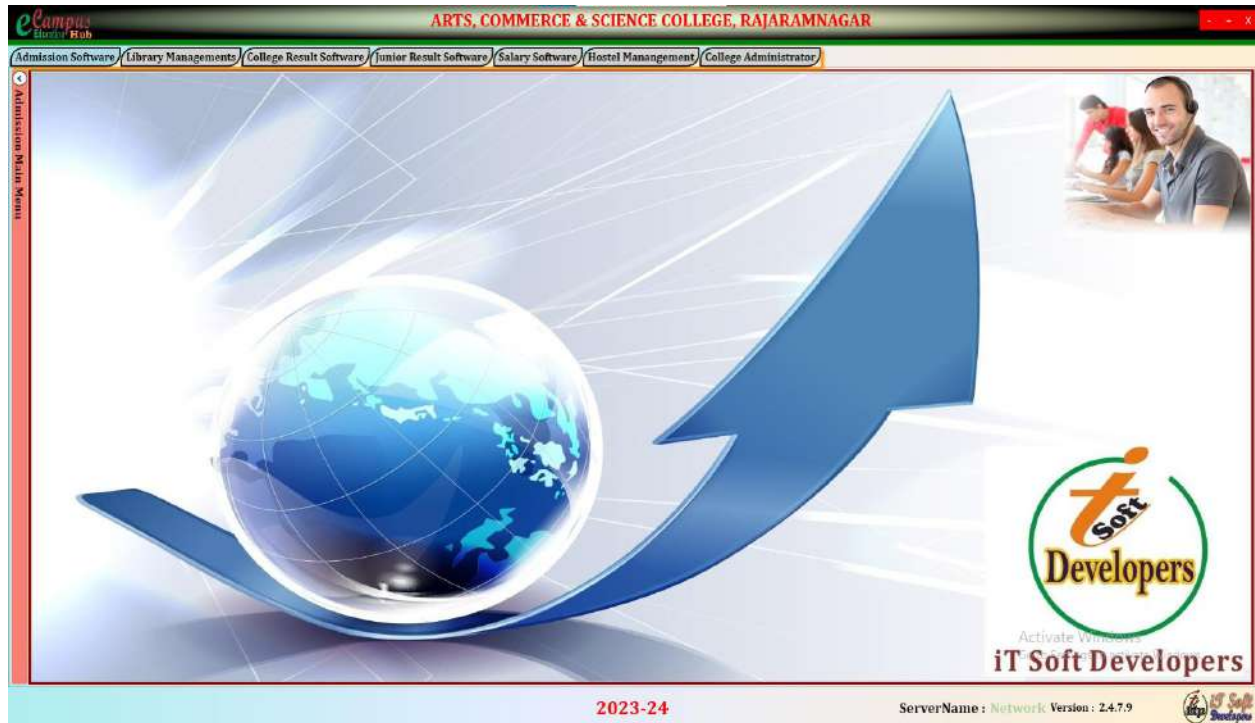 eCampus
ARTS, COMMERCE & SCIENCE COLLEGE, RAJARAMNAGAR
- + X
Hub
Admission Software Library Managements College Result Software Junior Result Software Salary Software Hostel Manangement College Administrator
Admission Main Menu
iT
Soft
Developers
Activate Windows
iT Soft Developers
2023-24
ServerName : Network Version : 2.4.7.9
iT Soft
Developers